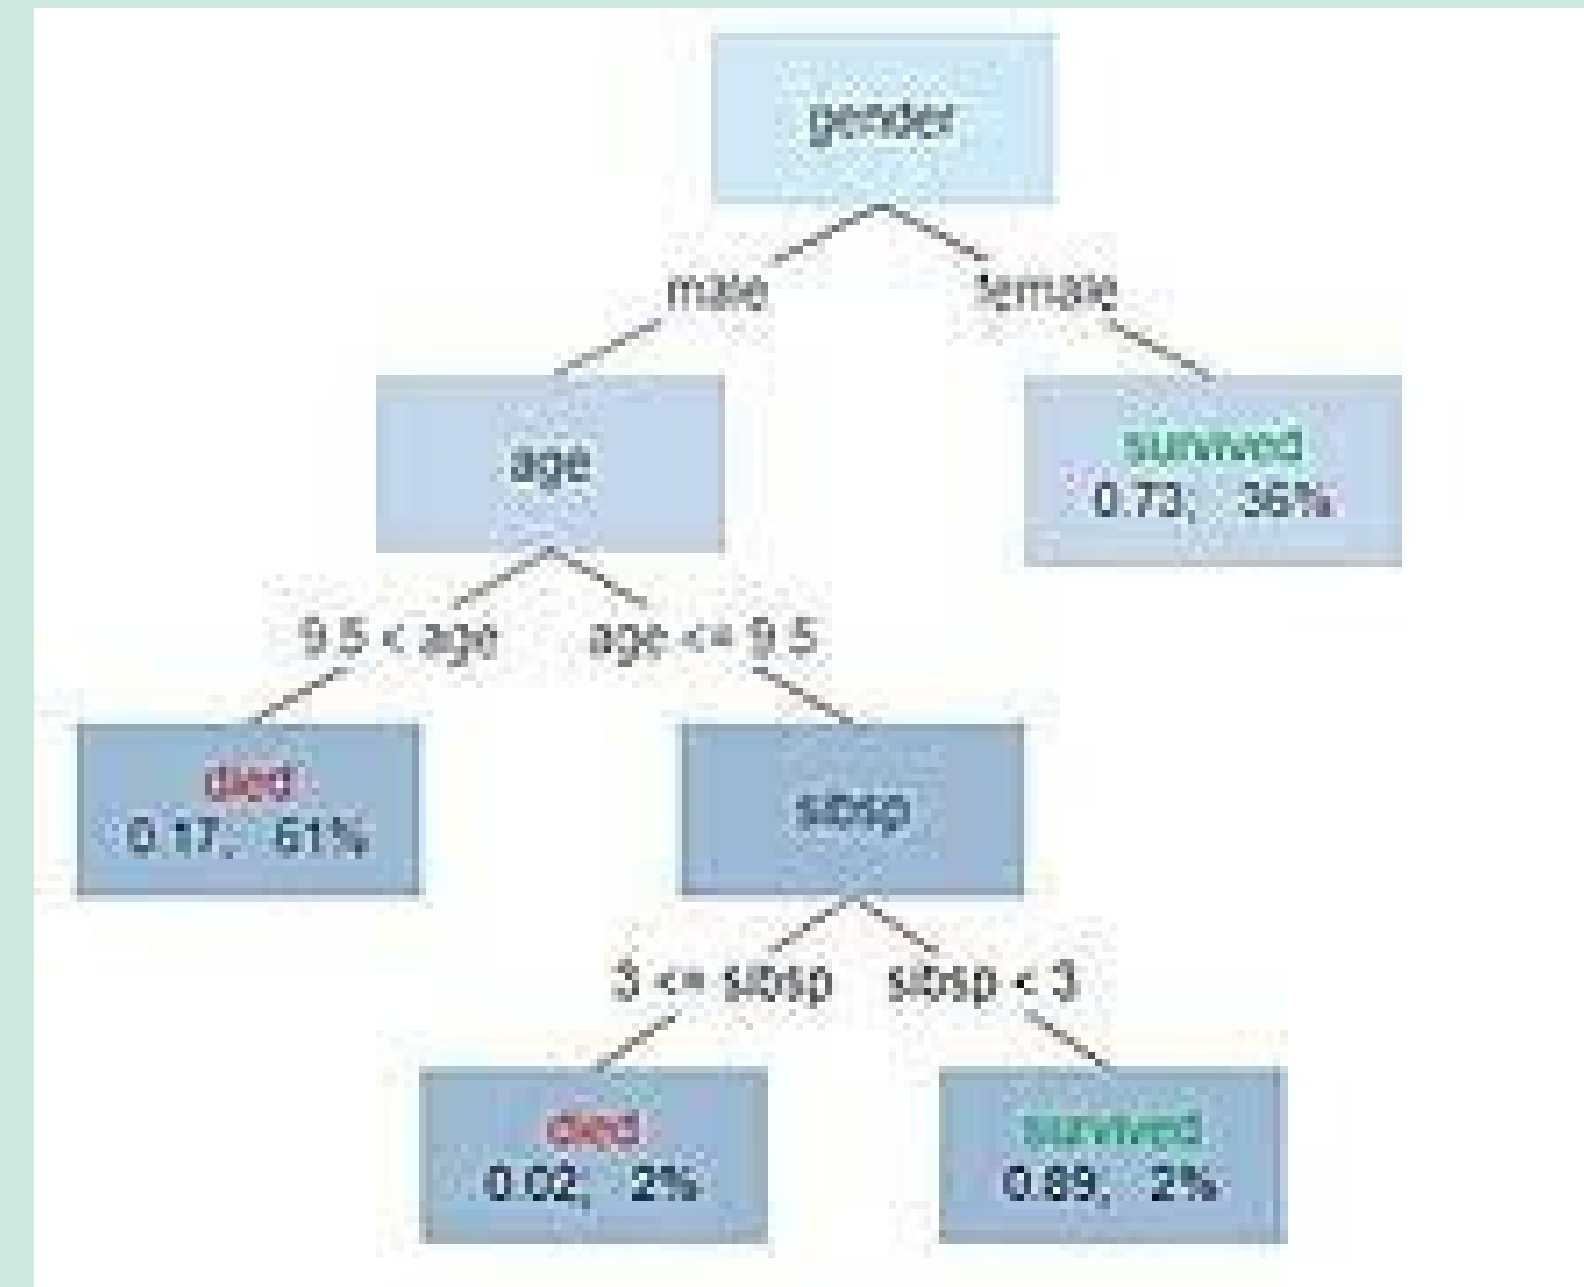 gender
male
female
age
survived
0.73; 36%
9.5 < age
age <= 9.5
died
0.17; 61%
sibsp
3 <= sibsp
sibsp < 3
died
0.02; 2%
survived
0.89; 2%